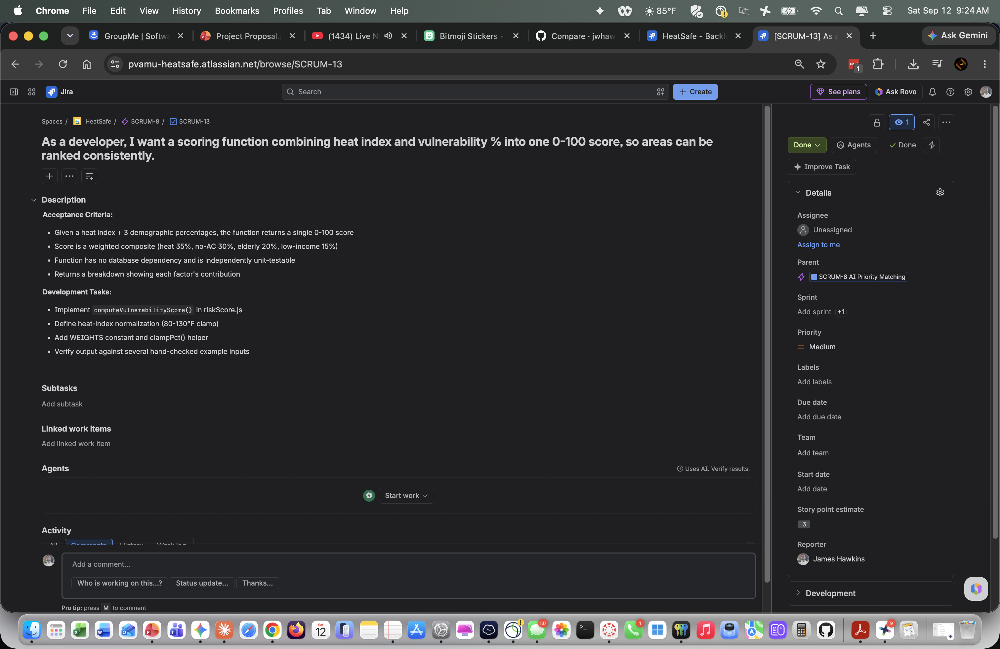 Chrome File Edit View History Bookmarks Profiles Tab Window Help 85°F Sat Sep 12 9:24 AM
GroupMe | Softwa Project Proposal. (1434) Live N Bitmoji Stickers • Compare · jwhaw HeatSafe - Backl [SCRUM-13] As a Ask Gemini
pvamu-heatsafe.atlassian.net/browse/SCRUM-13 1
Jira Search Create See plans Ask Rovo
Spaces / HeatSafe / SCRUM-8 / SCRUM-13
As a developer, I want a scoring function combining heat index and vulnerability % into one 0-100 score, so areas can be
ranked consistently.
Description
Acceptance Criteria:
• Given a heat index + 3 demographic percentages, the function returns a single 0-100 score
• Score is a weighted composite (heat 35%, no-AC 30%, elderly 20%, low-income 15%)
• Function has no database dependency and is independently unit-testable
• Returns a breakdown showing each factor's contribution
Development Tasks:
• Implement computeVulnerabilityScore() in riskScore.js
• Define heat-index normalization (80-130°F clamp)
• Add WEIGHTS constant and clampPct() helper
• Verify output against several hand-checked example inputs
Subtasks
Add subtask
Linked work items
Add linked work item
Agents
Uses AI. Verify results.
Start work
Activity
All Comments History Work log
Add a comment...
Who is working on this...? Status update... Thanks...
Pro tip: press M to comment
1
Done Agents Done
Improve Task
Details
Assignee
Unassigned
Assign to me
Parent
SCRUM-8 AI Priority Matching
Sprint
Add sprint +1
Priority
Medium
Labels
Add labels
Due date
Add due date
Team
Add team
Start date
Add date
Story point estimate
3
Reporter
James Hawkins
Development
Sat
12
137
1
9